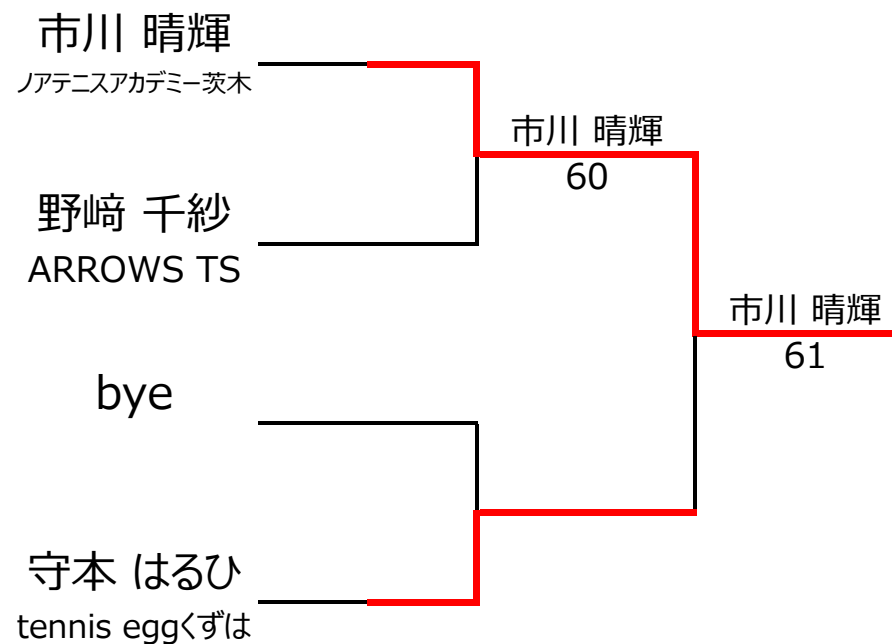 市川 晴輝
ノアテニスアカデミー茨木
市川 晴輝
60
野﨑 千紗
ARROWS TS
市川 晴輝
61
bye
守本 はるひ
tennis eggくずは